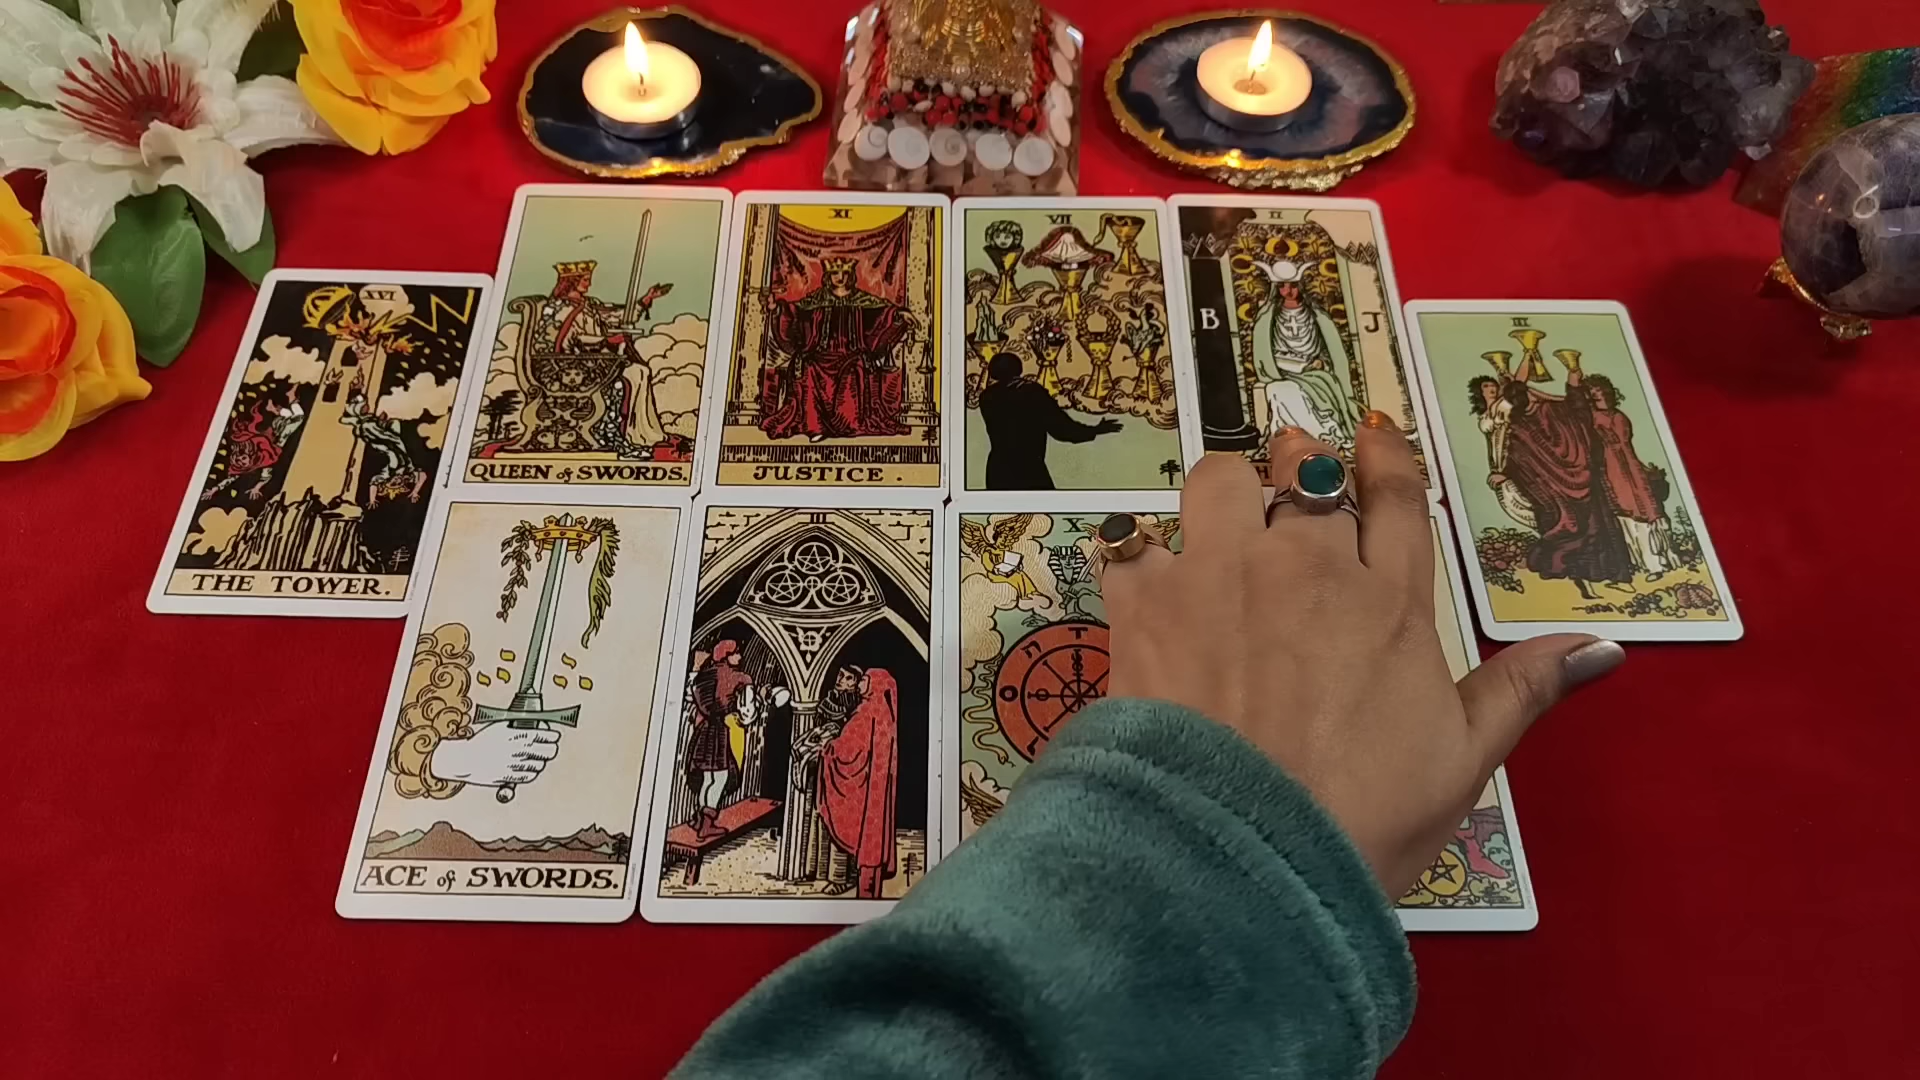 XVI
THE TOWER.
QUEEN of SWORDS.
XI
JUSTICE.
VII
II
B
J
III
ACE of SWORDS.
III
X
T